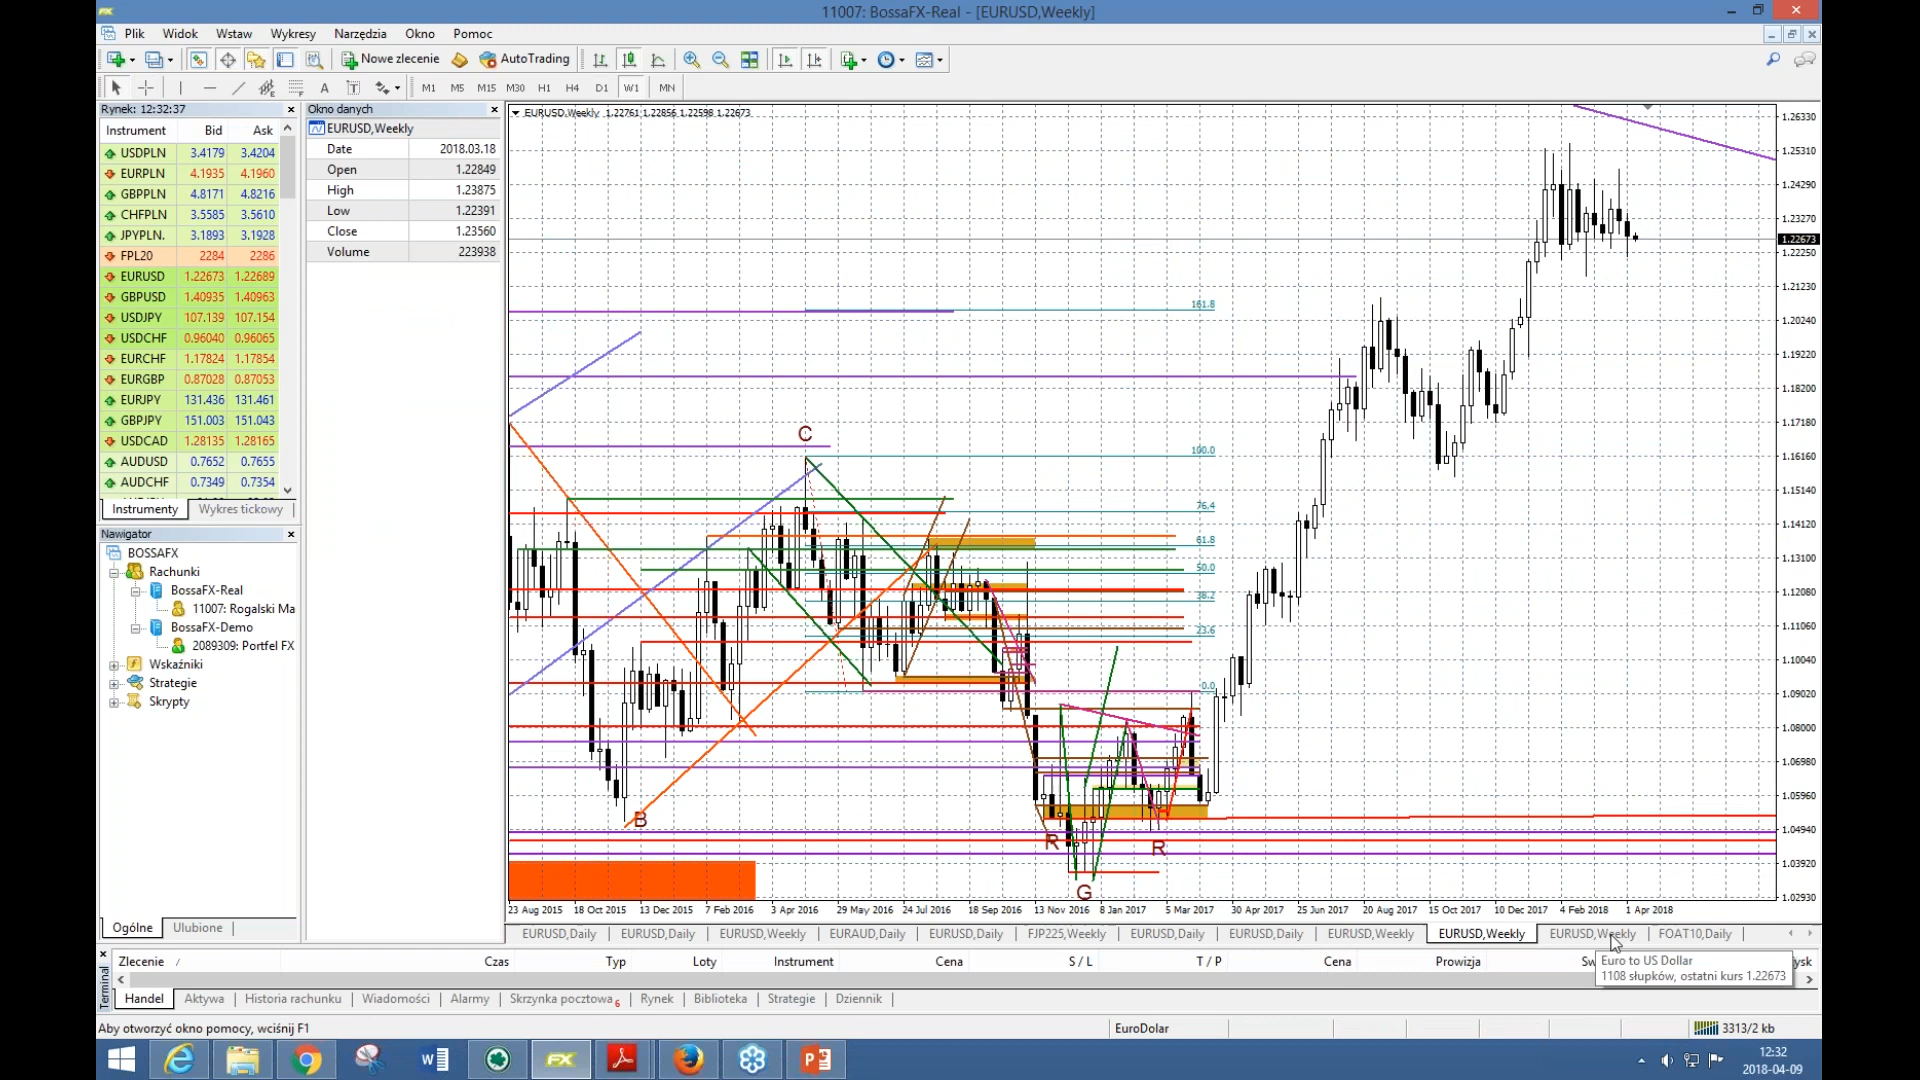 11007: BossaFX-Real - [EURUSD,Weekly]
Plik Widok Wstaw Wykresy Narzędzia Okno Pomoc
Nowe zlecenie AutoTrading
A T M1 M5 M15 M30 H1 H4 D1 W1 MN
Rynek: 12:32:37
Instrument Bid Ask
USDPLN 3.4179 3.4204
EURPLN 4.1935 4.1960
GBPPLN 4.8171 4.8216
CHFPLN 3.5585 3.5610
JPYPLN. 3.1893 3.1928
FPL20 2284 2286
EURUSD 1.22673 1.22689
GBPUSD 1.40935 1.40963
USDJPY 107.139 107.154
USDCHF 0.96040 0.96065
EURCHF 1.17824 1.17854
EURGBP 0.87028 0.87053
EURJPY 131.436 131.461
GBPJPY 151.003 151.043
USDCAD 1.28135 1.28165
AUDUSD 0.7652 0.7655
AUDCHF 0.7349 0.7354
Instrumenty Wykres tickowy
Okno danych
EURUSD,Weekly
Date 2018.03.18
Open 1.22849
High 1.23875
Low 1.22391
Close 1.23560
Volume 223938
Nawigator
BOSSAFX
Rachunki
BossaFX-Real
11007: Rogalski Ma
BossaFX-Demo
2089309: Portfel FX
Wskaźniki
Strategie
Skrypty
Ogólne Ulubione
EURUSD,Weekly 1.22761 1.22856 1.22598 1.22673
161.8
100.0
76.4
61.8
50.0
38.2
23.6
0.0
C
B
R
G
R
1.26330
1.25310
1.24290
1.23270
1.22673
1.22250
1.21230
1.20240
1.19220
1.18200
1.17180
1.16160
1.15140
1.14120
1.13100
1.12080
1.11060
1.10040
1.09020
1.08000
1.06980
1.05960
1.04940
1.03920
1.02930
23 Aug 2015 18 Oct 2015 13 Dec 2015 7 Feb 2016 3 Apr 2016 29 May 2016 24 Jul 2016 18 Sep 2016 13 Nov 2016 8 Jan 2017 5 Mar 2017 30 Apr 2017 25 Jun 2017 20 Aug 2017 15 Oct 2017 10 Dec 2017 4 Feb 2018 1 Apr 2018
EURUSD,Daily EURUSD,Daily EURUSD,Weekly EURAUD,Daily EURUSD,Daily FJP225,Weekly EURUSD,Daily EURUSD,Daily EURUSD,Weekly EURUSD,Weekly EURUSD,Weekly FOAT10,Daily
Euro to US Dollar
1108 słupków, ostatni kurs 1.22673
Terminal
Zlecenie Czas Typ Loty Instrument Cena S / L T / P Cena Prowizja
Handel Aktywa Historia rachunku Wiadomości Alarmy Skrzynka pocztowa 6 Rynek Biblioteka Strategie Dziennik
Aby otworzyć okno pomocy, wciśnij F1
EuroDolar
3313/2 kb
FX
12:32
2018-04-09